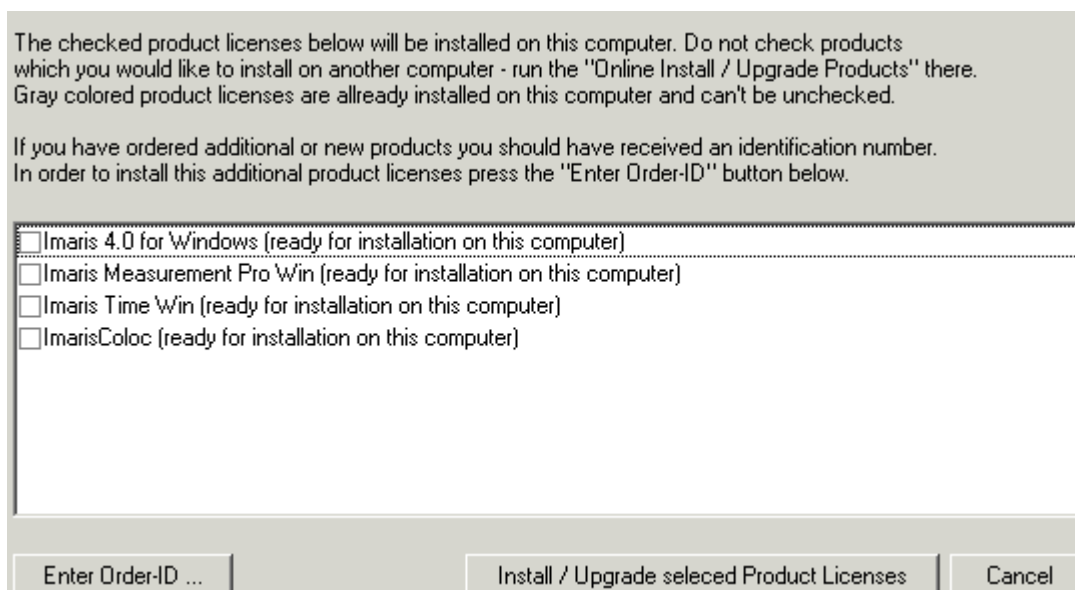 The checked product licenses below will be installed on this computer. Do not check products
which you would like to install on another computer - run the "Online Install / Upgrade Products" there.
Gray colored product licenses are allready installed on this computer and can't be unchecked.
If you have ordered additional or new products you should have received an identification number.
In order to install this additional product licenses press the "Enter Order-ID" button below.
Imaris 4.0 for Windows (ready for installation on this computer)
Imaris Measurement Pro Win (ready for installation on this computer)
Imaris Time Win (ready for installation on this computer)
ImarisColoc (ready for installation on this computer)
Enter Order-ID ... Install / Upgrade seleced Product Licenses Cancel